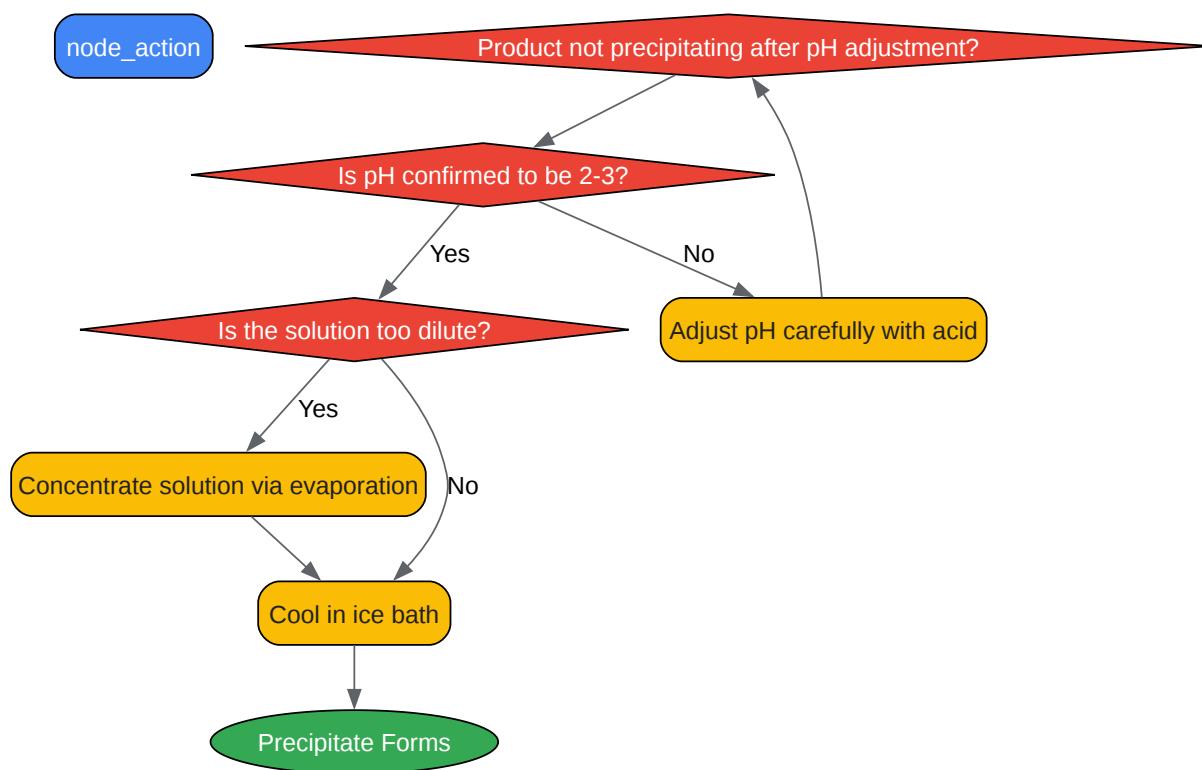 node_action
Product not precipitating after pH adjustment?
Is pH confirmed to be 2-3?
Yes
No
Is the solution too dilute?
Adjust pH carefully with acid
Yes
Concentrate solution via evaporation
No
Cool in ice bath
Precipitate Forms